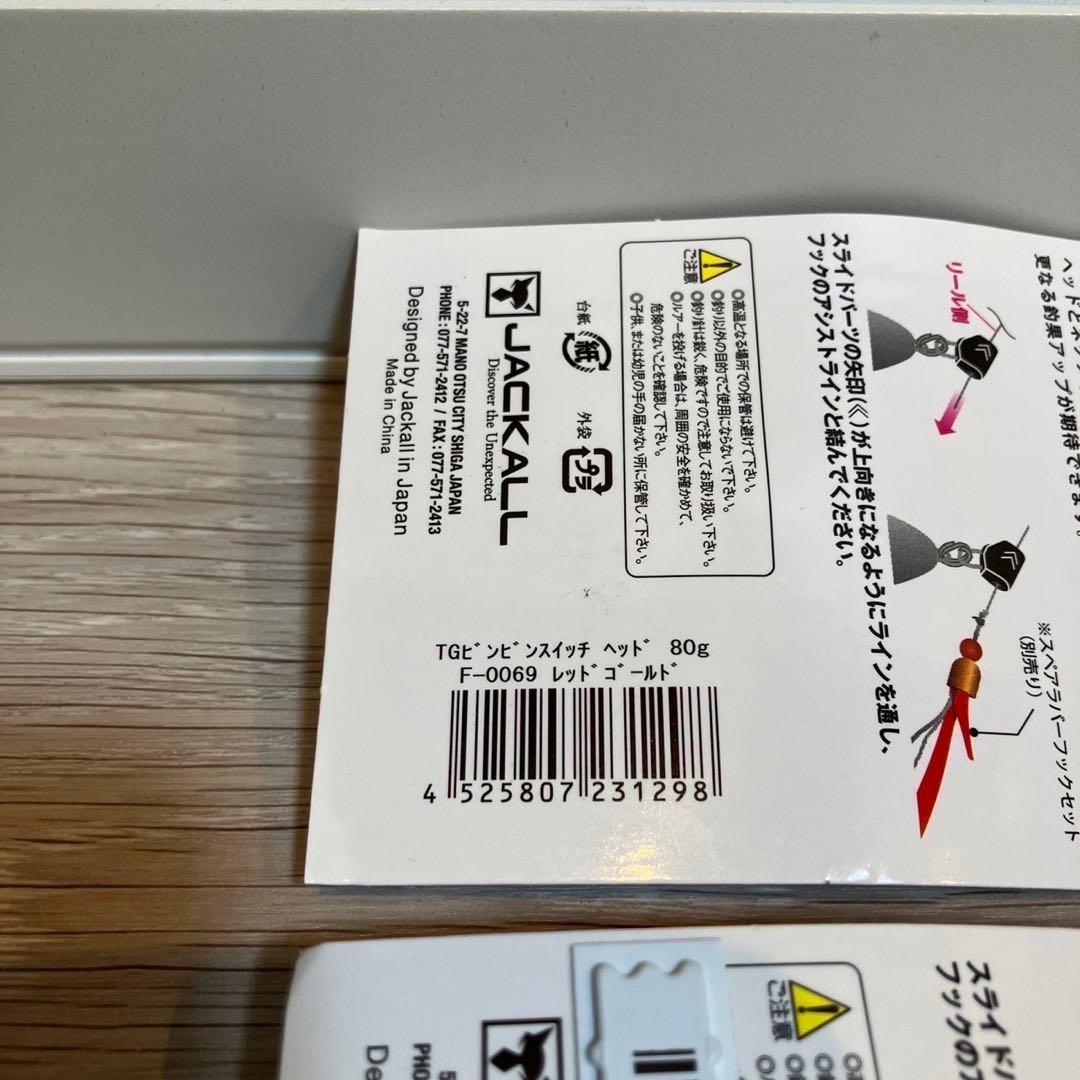 ヘッドとネク
更なる釣果アップが期待できます。
リール側
※スペアラバーフックセット
(別売り)
スライドパーツの矢印(《)が上向きになるようにラインを通し、
フックのアシストラインと結んでください。
ご注意
◎高温となる場所での保管は避けて下さい。
◎釣り以外の目的でご使用にならないで下さい。
◎釣り針は鋭く、危険ですので注意してお取り扱い下さい。
◎ルアーを投げる場合は、周囲の安全を確かめて、
危険のないことを確認して下さい。
◎子供、または幼児の手の届かない所に保管して下さい。
台紙 紙
外袋 プラ
JACKALL
Discover the Unexpected
5-22-7 MANO OTSU CITY SHIGA JAPAN
PHONE : 077-571-2412 / FAX : 077-571-2413
Designed by Jackall in Japan
Made in China
TGビンビンスイッチ ヘッド 80g
F-0069 レッドゴールド
4 525807 231298
スライドパ
フックのア
ご注意
5-
PHO
De